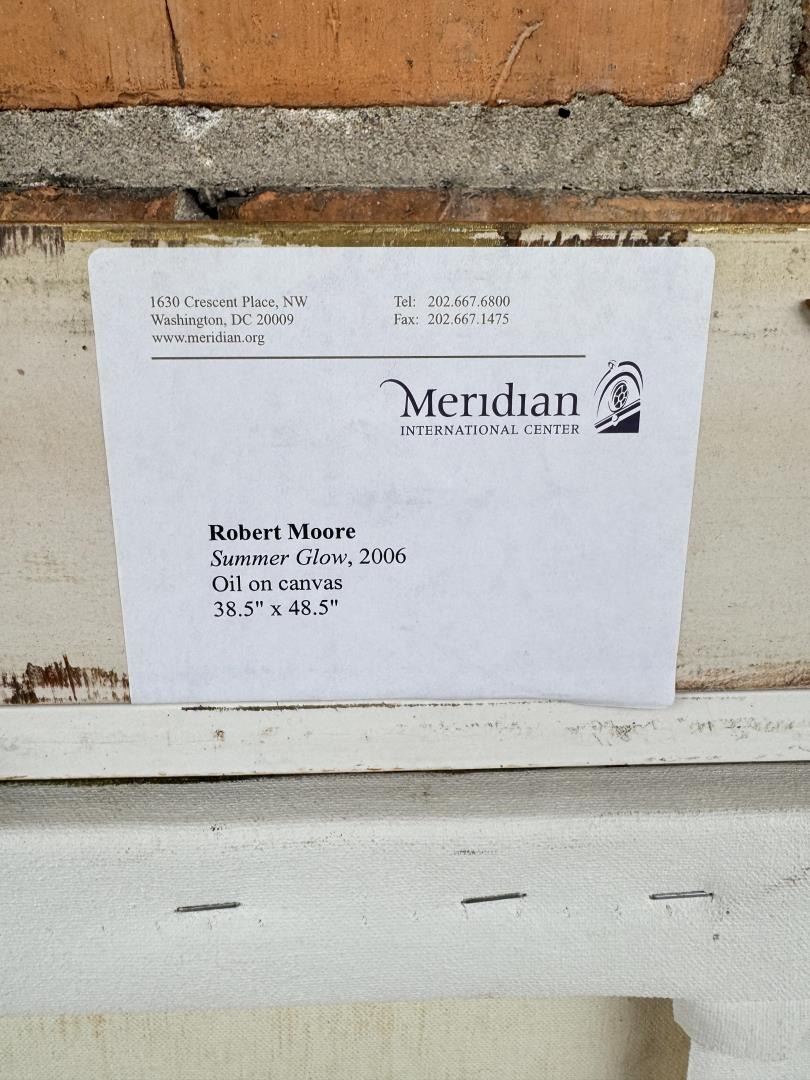 1630 Crescent Place, NW
Washington, DC 20009
www.meridian.org
Tel: 202.667.6800
Fax: 202.667.1475
Meridian
INTERNATIONAL CENTER
Robert Moore
Summer Glow, 2006
Oil on canvas
38.5" x 48.5"